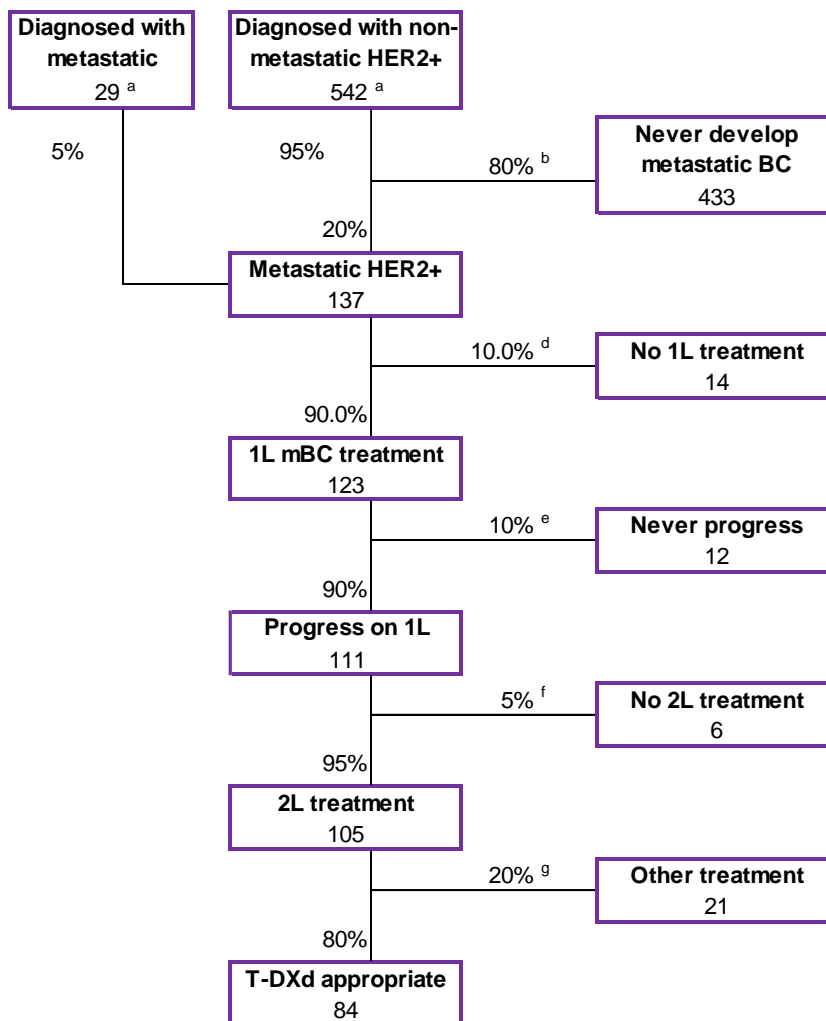 Diagnosed with
metastatic
29 a
Diagnosed with non-
metastatic HER2+
542 a
5%
95%
80% b
Never develop
metastatic BC
433
20%
Metastatic HER2+
137
10.0% d
No 1L treatment
14
90.0%
1L mBC treatment
123
10% e
Never progress
12
90%
Progress on 1L
111
5% f
No 2L treatment
6
95%
2L treatment
105
20% g
Other treatment
21
80%
T-DXd appropriate
84